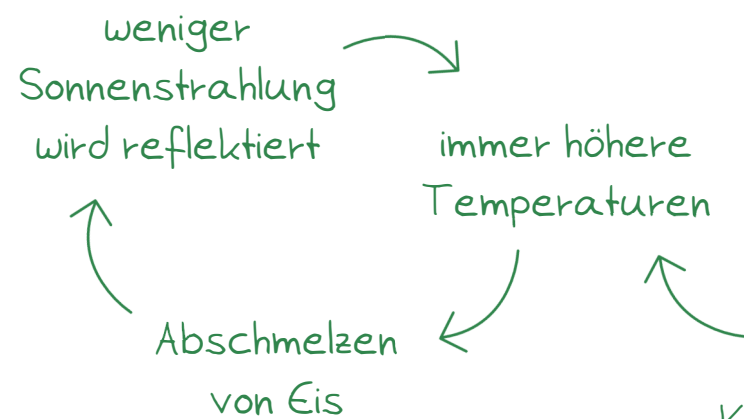 weniger
Sonnenstrahlung
wird reflektiert
immer höhere
Temperaturen
Abschmelzen
von Eis